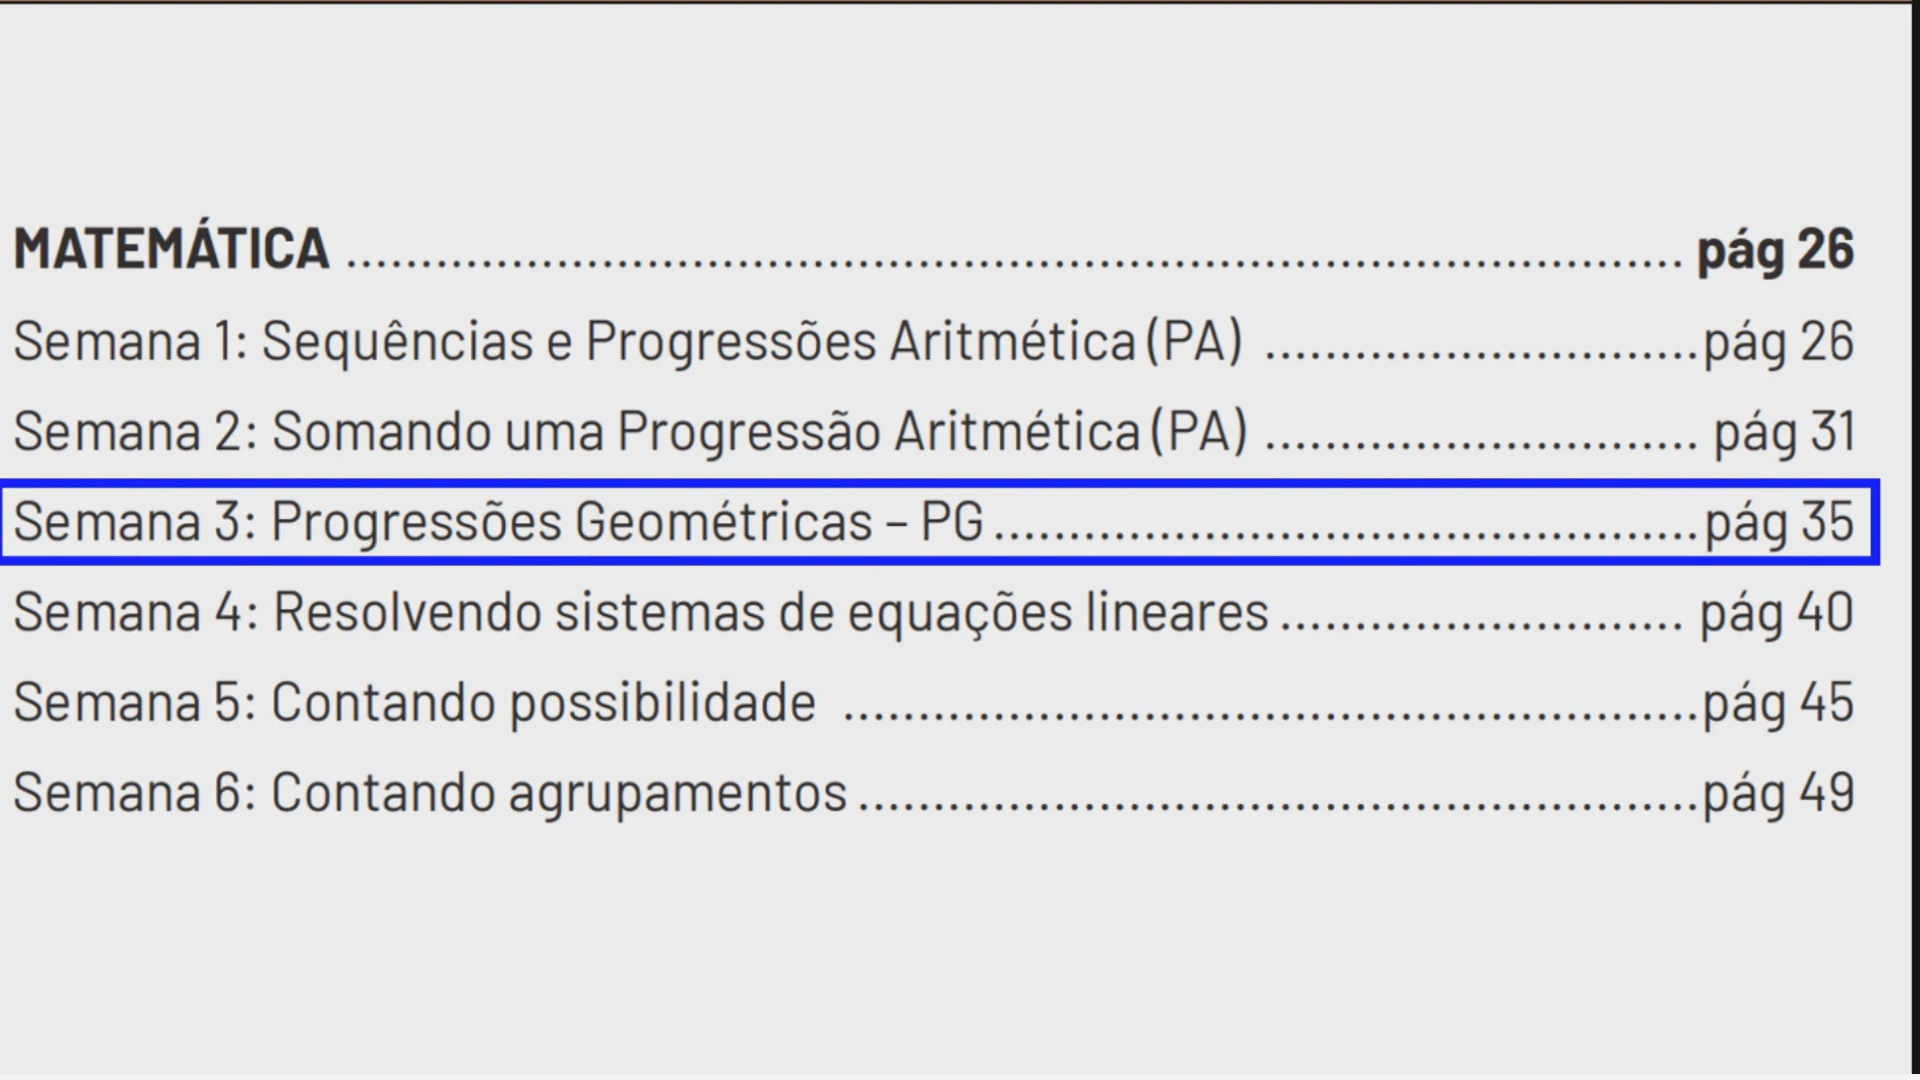 MATEMÁTICA ........................................................................................ pág 26
Semana 1: Sequências e Progressões Aritmética (PA) .............................pág 26
Semana 2: Somando uma Progressão Aritmética (PA) ............................. pág 31
Semana 3: Progressões Geométricas – PG ...............................................pág 35
Semana 4: Resolvendo sistemas de equações lineares ........................... pág 40
Semana 5: Contando possibilidade .........................................................pág 45
Semana 6: Contando agrupamentos ........................................................pág 49